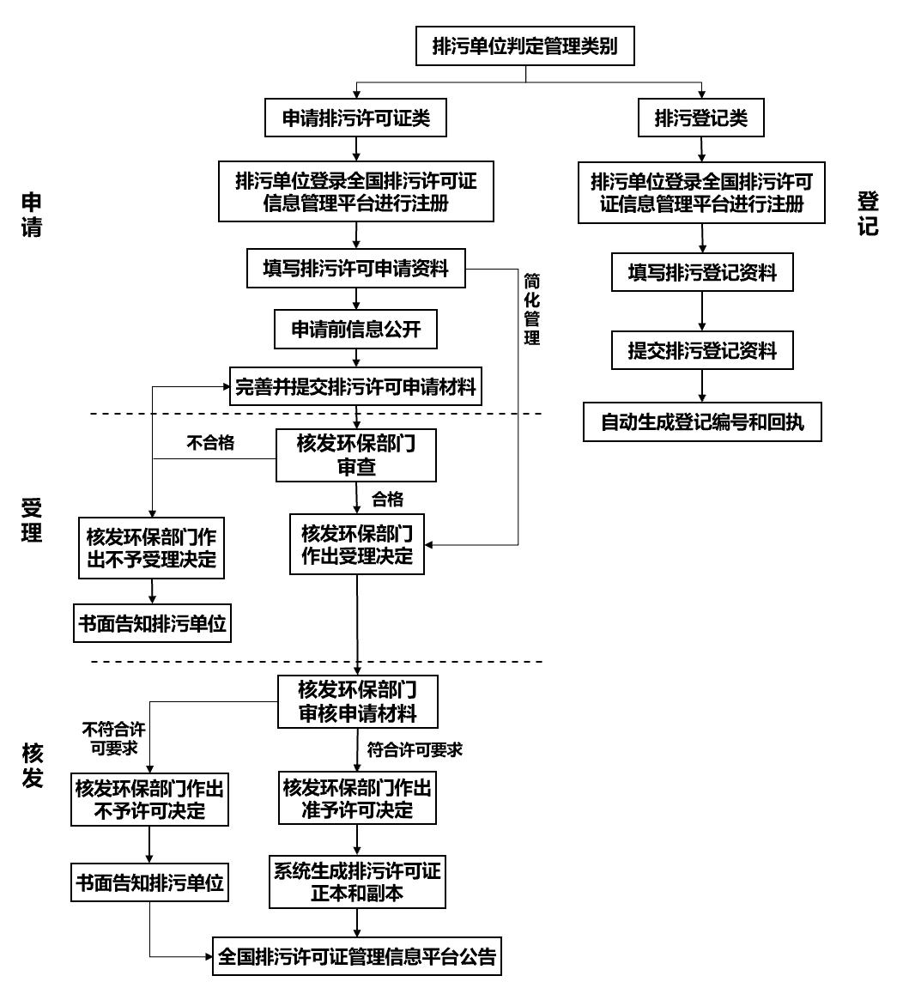 排污单位判定管理类别
申请排污许可证类
排污登记类
排污单位登录全国排污许可证
信息管理平台进行注册
排污单位登录全国排污许可
证信息管理平台进行注册
申
请
登
记
填写排污许可申请资料
简
化
管
理
填写排污登记资料
申请前信息公开
提交排污登记资料
完善并提交排污许可申请材料
自动生成登记编号和回执
不合格
核发环保部门
审查
合格
受
理
核发环保部门作
出不予受理决定
核发环保部门
作出受理决定
书面告知排污单位
核发环保部门
审核申请材料
不符合许
可要求
符合许可要求
核
发
核发环保部门作出
不予许可决定
核发环保部门作出
准予许可决定
书面告知排污单位
系统生成排污许可证
正本和副本
全国排污许可证管理信息平台公告